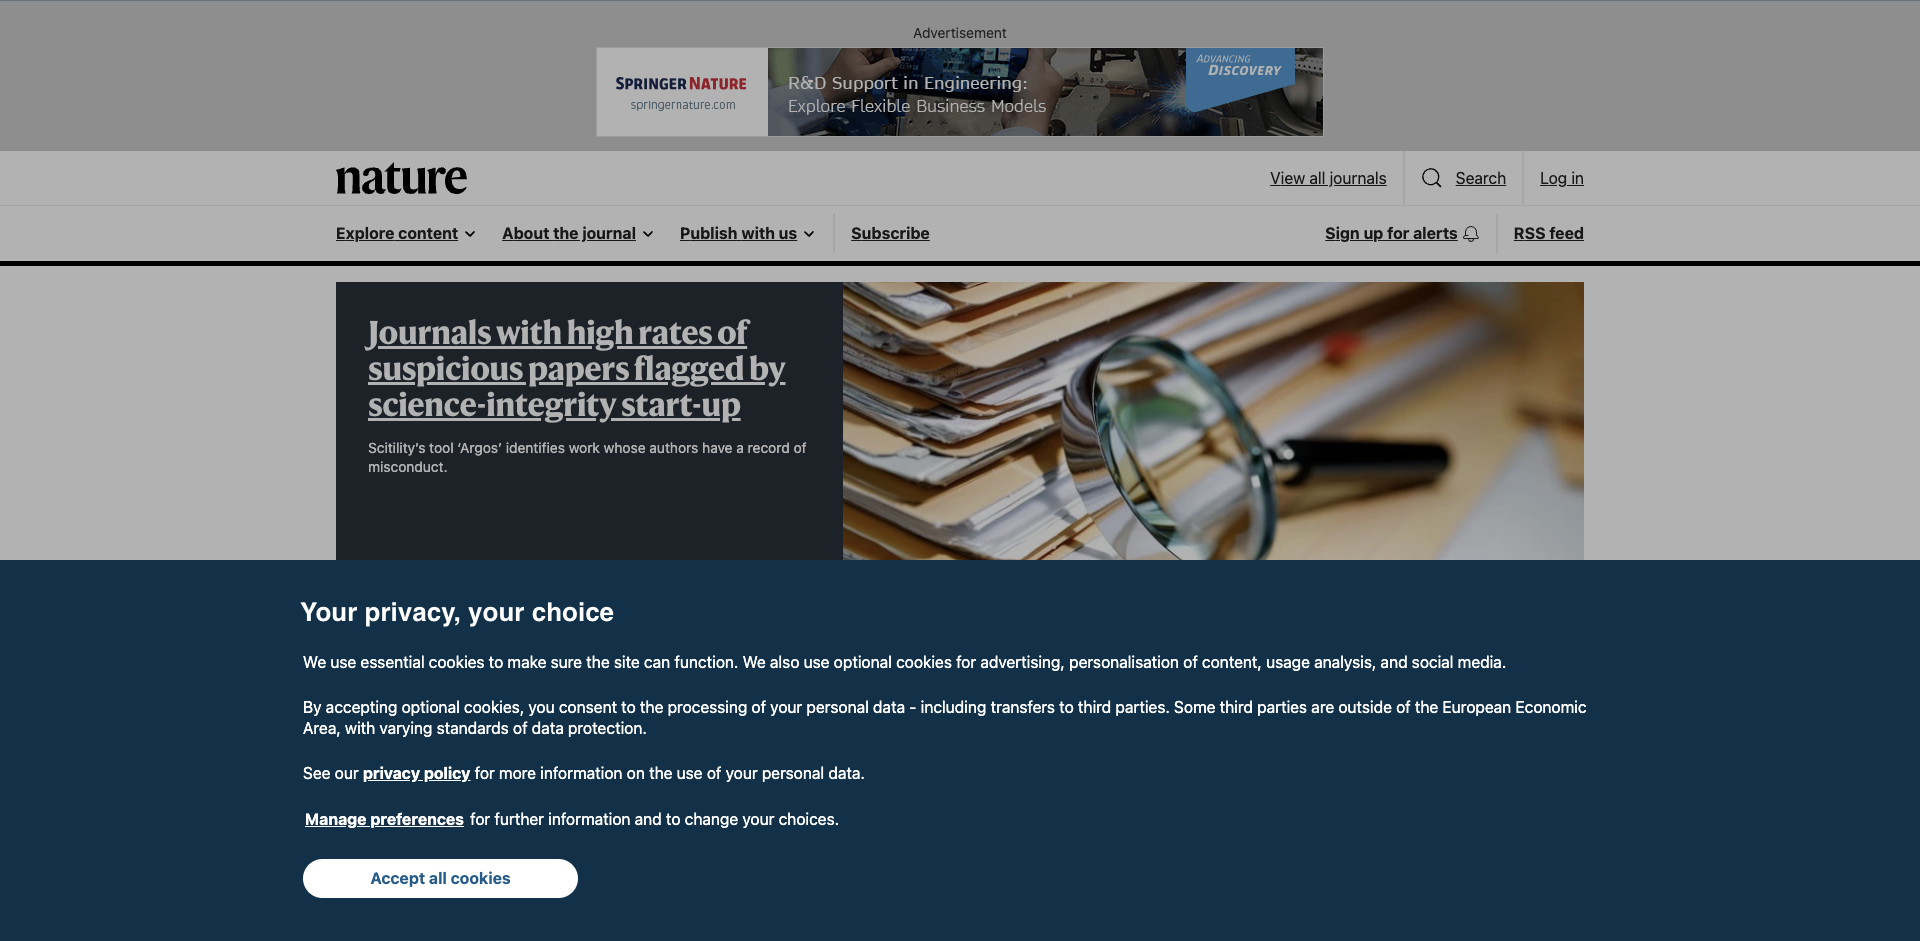 Advertisement
SPRINGER NATURE
springernature.com
R&D Support in Engineering:
Explore Flexible Business Models
ADVANCING
DISCOVERY
nature
View all journals
Search
Log in
Explore content
About the journal
Publish with us
Subscribe
Sign up for alerts
RSS feed
Journals with high rates of
suspicious papers flagged by
science-integrity start-up
Scitility’s tool ‘Argos’ identifies work whose authors have a record of
misconduct.
Your privacy, your choice
We use essential cookies to make sure the site can function. We also use optional cookies for advertising, personalisation of content, usage analysis, and social media.
By accepting optional cookies, you consent to the processing of your personal data - including transfers to third parties. Some third parties are outside of the European Economic
Area, with varying standards of data protection.
See our privacy policy for more information on the use of your personal data.
Manage preferences for further information and to change your choices.
Accept all cookies